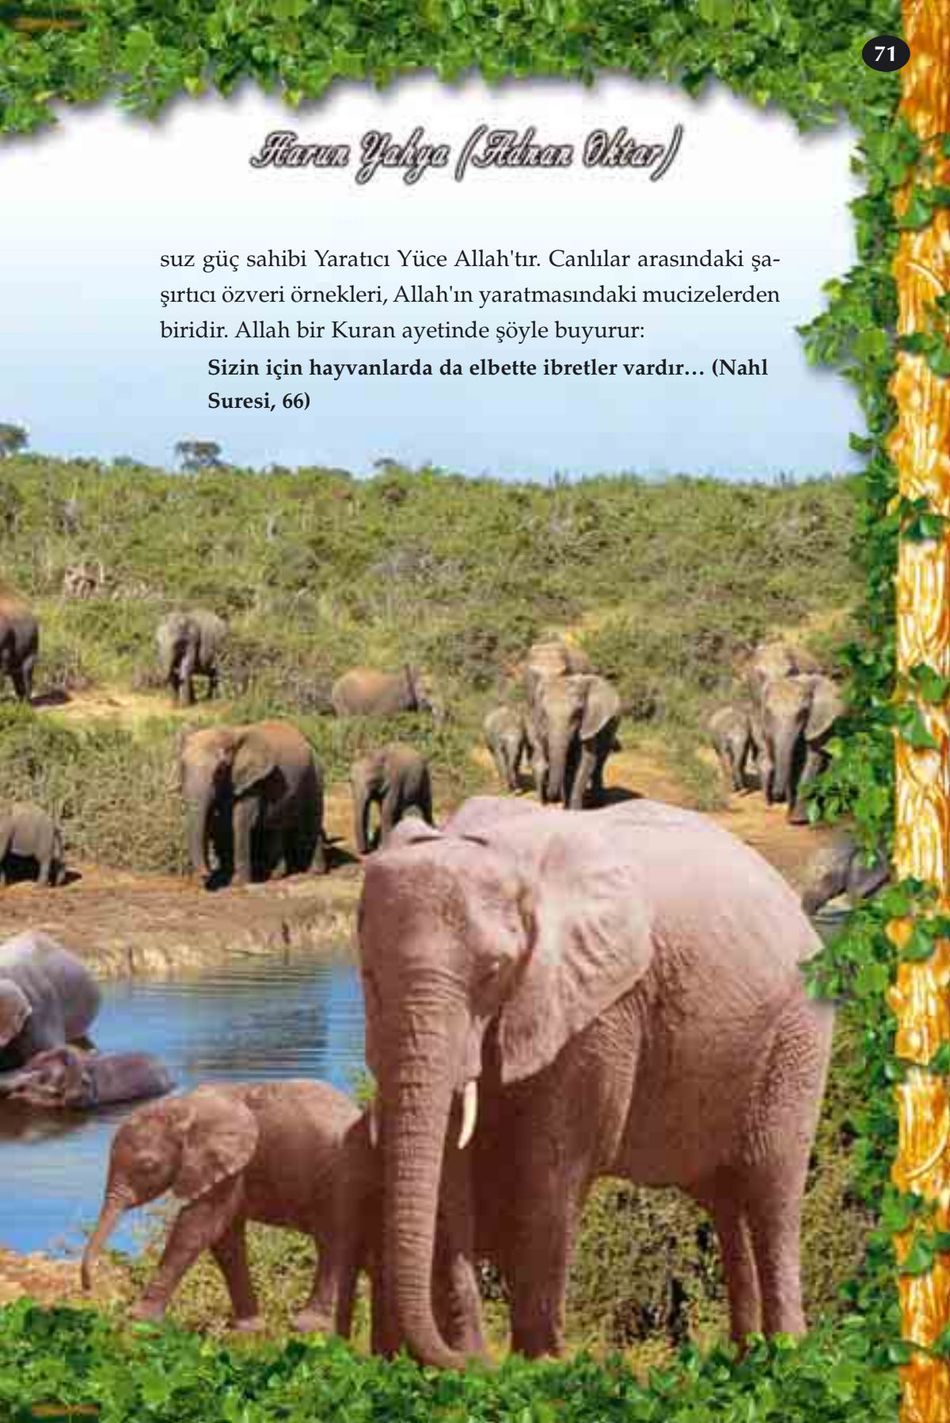 71
Harun Yahya (Adnan Oktar)
suz güç sahibi Yaratıcı Yüce Allah'tır. Canlılar arasındaki şa-
şırtıcı özveri örnekleri, Allah'ın yaratmasındaki mucizelerden
biridir. Allah bir Kuran ayetinde şöyle buyurur:
Sizin için hayvanlarda da elbette ibretler vardır… (Nahl
Suresi, 66)